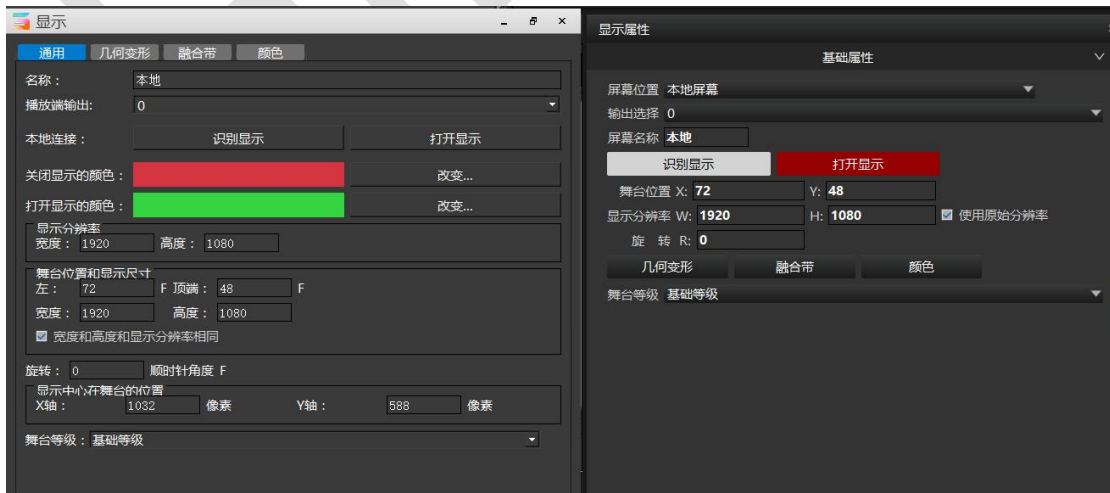 显示
通用 几何变形 融合带 颜色
名称： 本地
播放端输出: 0
本地连接： 识别显示 打开显示
关闭显示的颜色： 改变...
打开显示的颜色： 改变...
显示分辨率
宽度： 1920 高度： 1080
舞台位置和显示尺寸
左： 72 F 顶端： 48 F
宽度： 1920 高度： 1080
宽度和高度和显示分辨率相同
旋转： 0 顺时针角度 F
显示中心在舞台的位置
X轴： 1032 像素 Y轴： 588 像素
舞台等级：基础等级
显示属性
基础属性
屏幕位置 本地屏幕
输出选择 0
屏幕名称 本地
识别显示 打开显示
舞台位置 X: 72 Y: 48
显示分辨率 W: 1920 H: 1080 使用原始分辨率
旋 转 R: 0
几何变形 融合带 颜色
舞台等级 基础等级